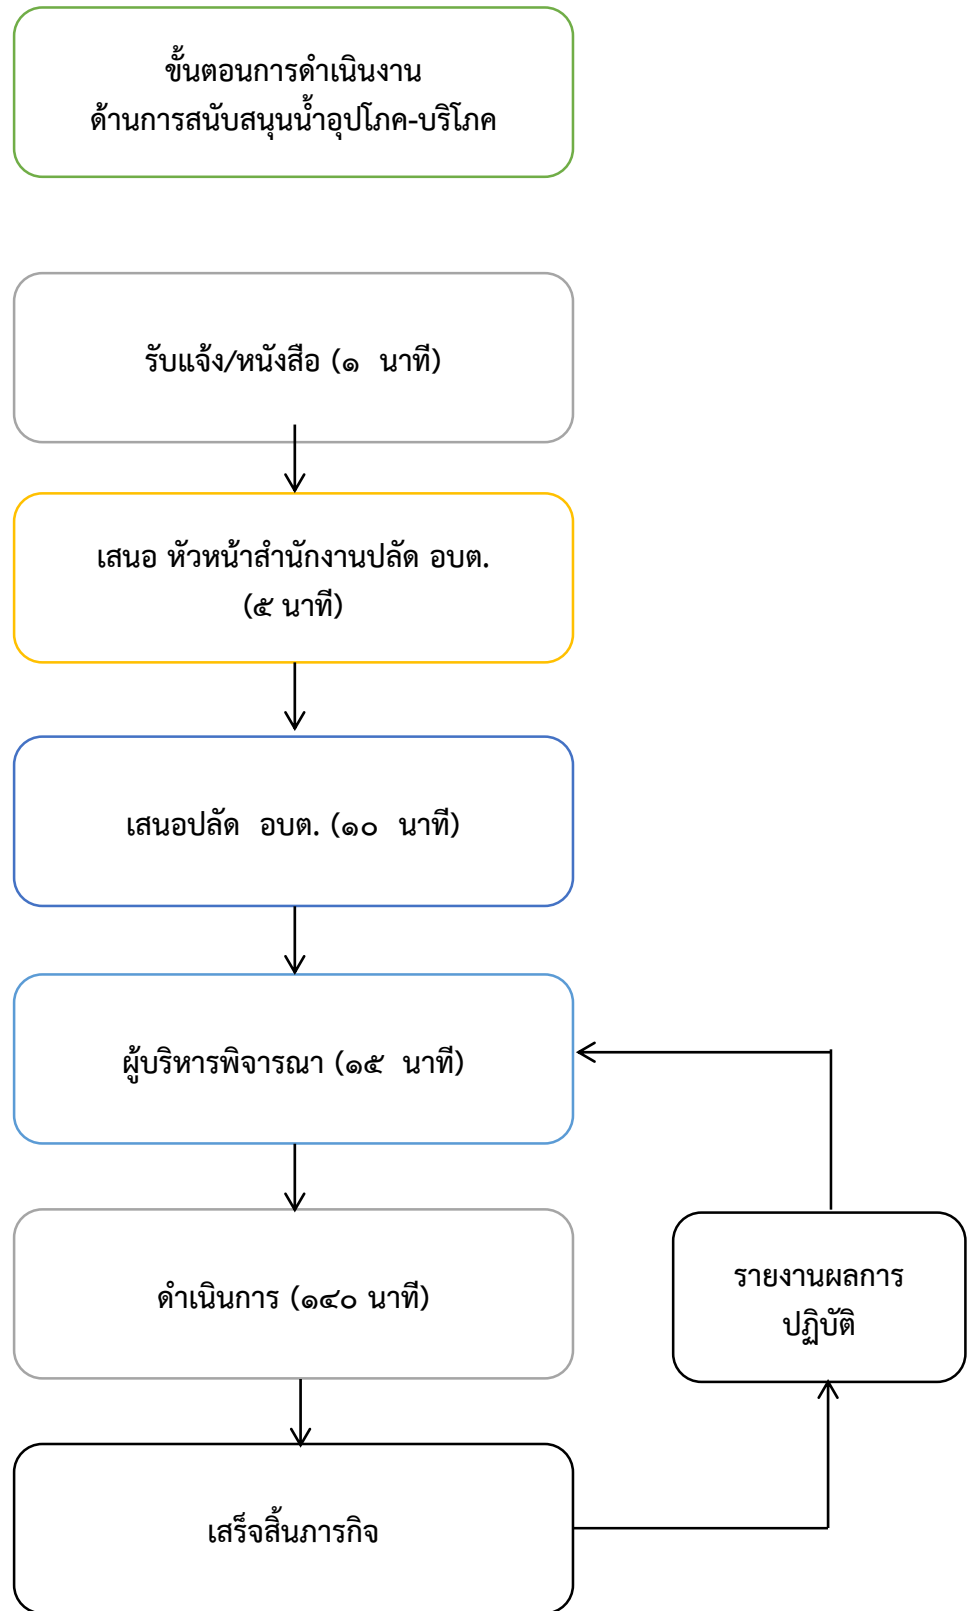 ขั้นตอนการดำเนินงาน
ด้านการสนับสนุนน้ำอุปโภค-บริโภค
รับแจ้ง/หนังสือ (๑ นาที)
เสนอ หัวหน้าสำนักงานปลัด อบต.
(๕ นาที)
เสนอปลัด อบต. (๑๐ นาที)
ผู้บริหารพิจารณา (๑๕ นาที)
ดำเนินการ (๑๔๐ นาที)
รายงานผลการ
ปฏิบัติ
เสร็จสิ้นภารกิจ